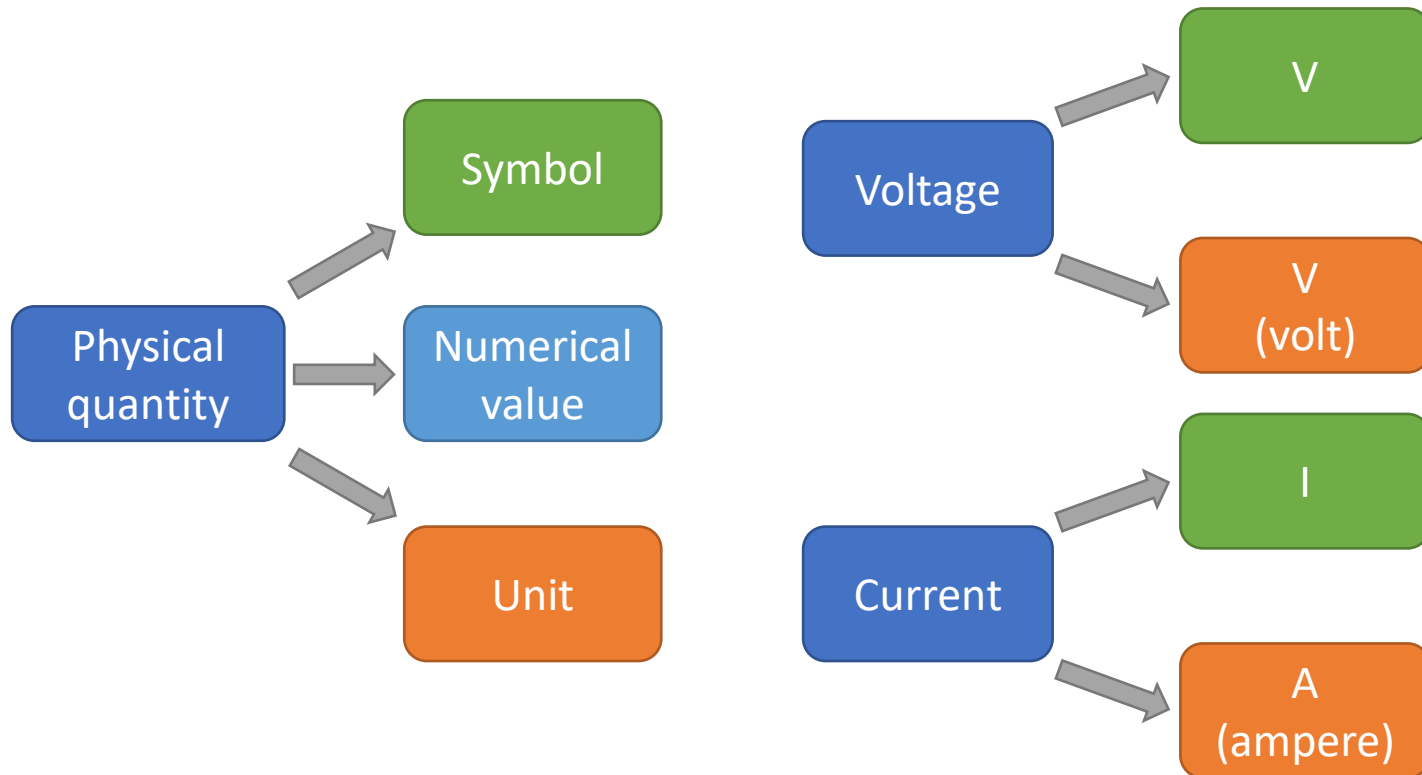 Physical
quantity
Symbol
Numerical
value
Unit
Voltage
V
V
(volt)
Current
I
A
(ampere)